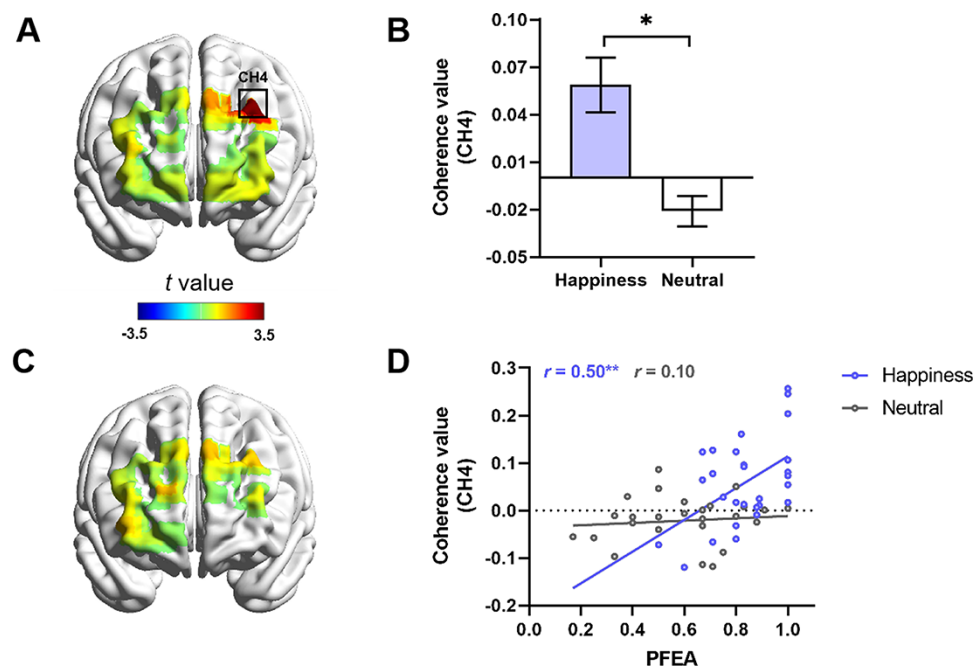 A
CH4
t value
-3.5
3.5
B
Coherence value
(CH4)
0.10
0.07
0.04
0.01
-0.02
-0.05
*
Happiness
Neutral
C
D
Coherence value
(CH4)
0.3
0.2
0.1
0.0
-0.1
-0.2
r = 0.50** r = 0.10
0.0 0.2 0.4 0.6 0.8 1.0
PFEA
Happiness
Neutral